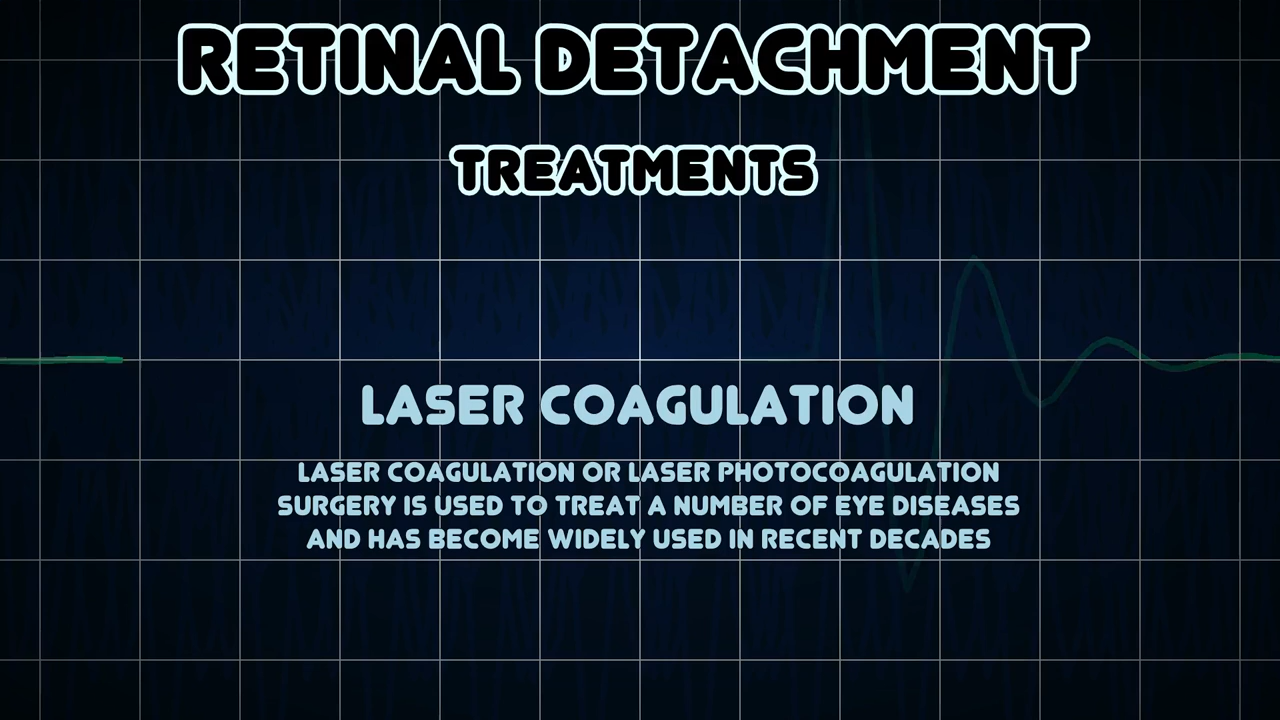 RETINAL DETACHMENT
TREATMENTS
LASER COAGULATION
LASER COAGULATION OR LASER PHOTOCOAGULATION
SURGERY IS USED TO TREAT A NUMBER OF EYE DISEASES
AND HAS BECOME WIDELY USED IN RECENT DECADES